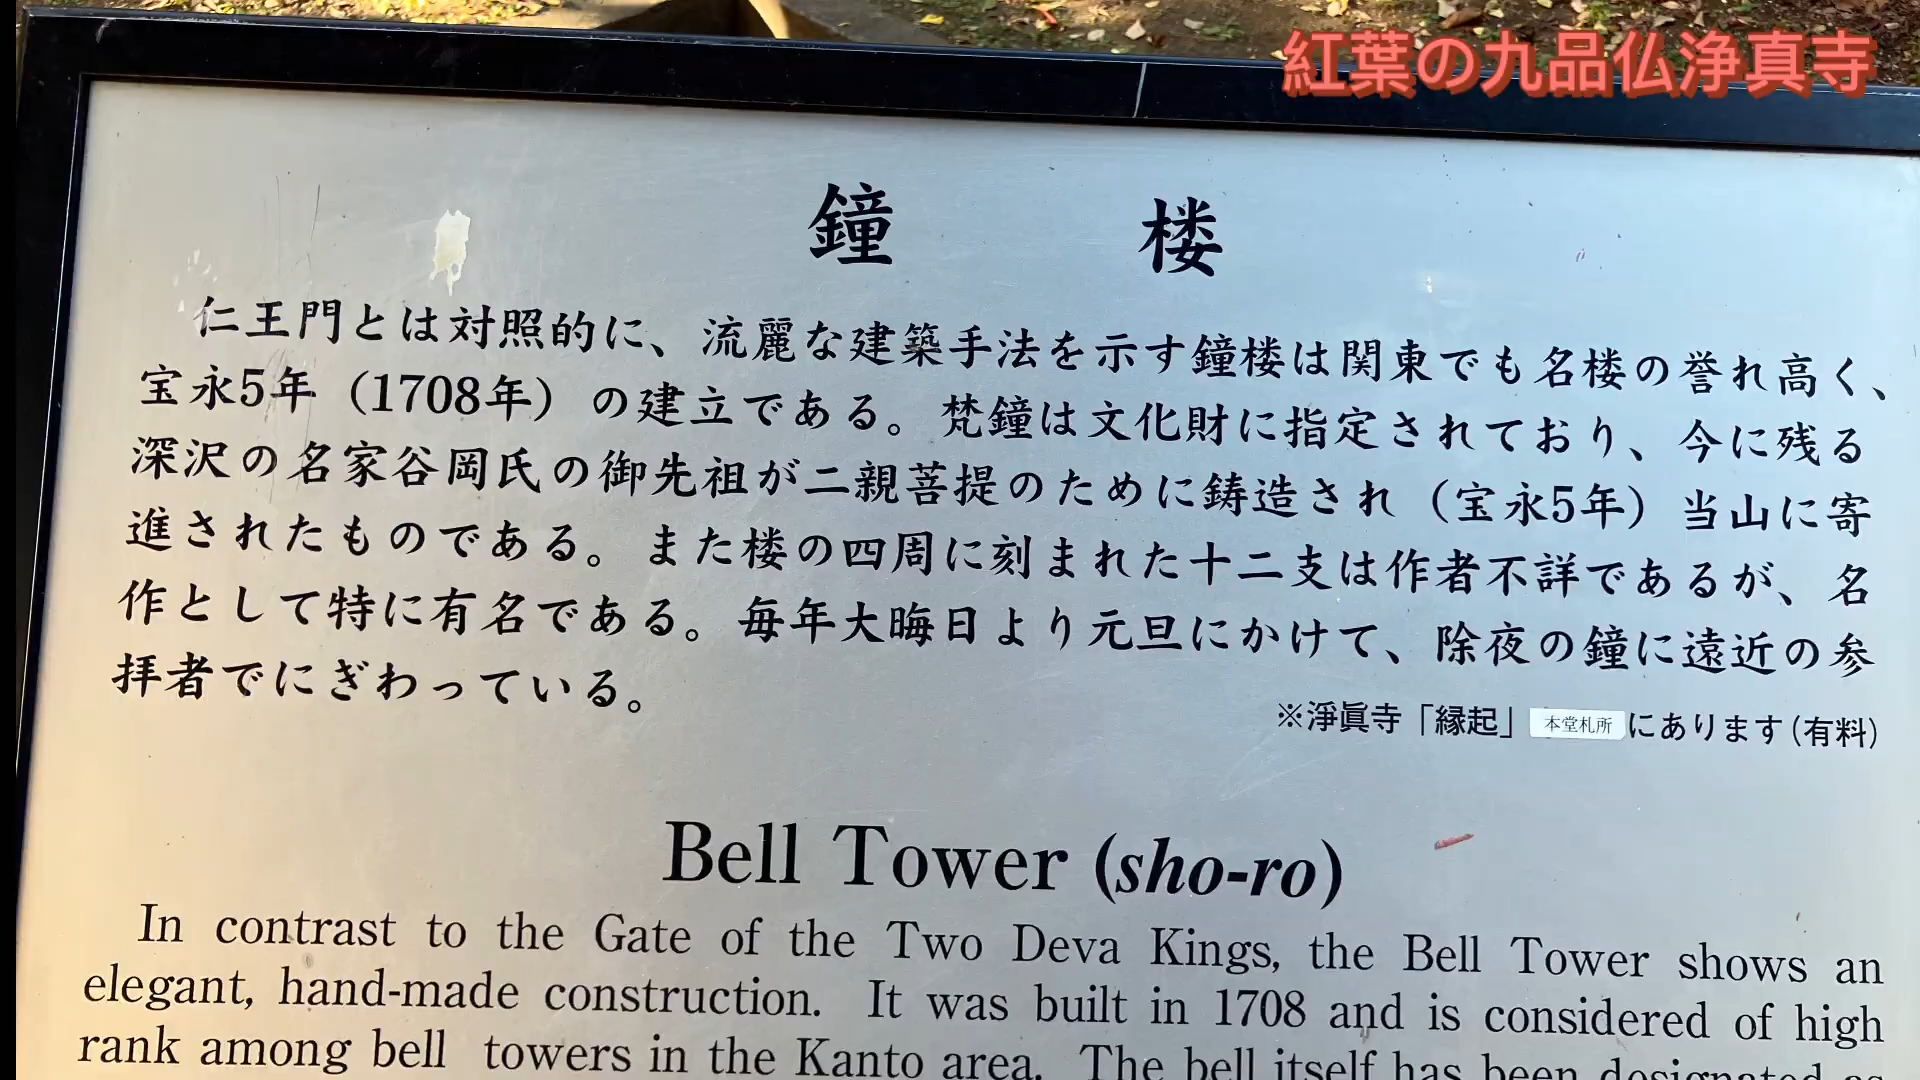 紅葉の九品仏浄真寺
鐘楼
仁王門とは対照的に、流麗な建築手法を示す鐘楼は関東でも名楼の誉れ高く、
宝永5年（1708年）の建立である。梵鐘は文化財に指定されており、今に残る
深沢の名家谷岡氏の御先祖が二親菩提のために鋳造され（宝永5年）当山に寄
進されたものである。また楼の四周に刻まれた十二支は作者不詳であるが、名
作として特に有名である。毎年大晦日より元旦にかけて、除夜の鐘に遠近の参
拝者でにぎわっている。
※淨眞寺「縁起」本堂札所にあります(有料)
Bell Tower (sho-ro)
In contrast to the Gate of the Two Deva Kings, the Bell Tower shows an
elegant, hand-made construction. It was built in 1708 and is considered of high
rank among bell towers in the Kanto area. The bell itself has been designated as